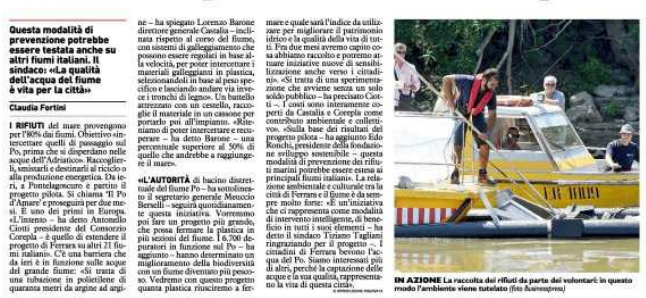 Questa modalità di
prevenzione potrebbe
essere testata anche su
altri fiumi italiani. Il
sindaco: «La qualità
dell'acqua del fiume
è vita per la città»
Claudia Fortini
I RIFIUTI del mare provengono
per l'80% dai fiumi. Obiettivo «in-
tercettare quelli di passaggio sul
Po, prima che si disperdano nelle
acque dell'Adriatico». Raccoglier-
li, smistarli e destinarli al riciclo o
alla produzione energetica. Da ie-
ri, a Pontelagoscuro è partito il
progetto pilota. Si chiama 'Il Po
d'Amare' e proseguirà per due me-
si. È uno dei primi in Europa.
«L'intento – ha detto Antonello
Ciotti presidente del Consorzio
Corepla – è quello di estendere il
progetto di Ferrara su altri 21 fiu-
mi italiani». C'è una barriera che
da ieri è in funzione sulle acque
del grande fiume: «Si tratta di
una tubazione in polietilene di
quaranta metri da argine ad argi-
ne – ha spiegato Lorenzo Barone
direttore generale Castalia – incli-
nata rispetto al corso del fiume,
con sistemi di galleggiamento che
possono essere regolati in base al-
la velocità, per poter intercettare i
materiali galleggianti in plastica,
selezionandoli in base al peso spe-
cifico e lasciando andare via inve-
ce i tronchi di legno». Un battello
attrezzato con un cestello, racco-
glie il materiale in un cassone per
portarlo poi all'impianto. «Rite-
niamo di poter intercettare e recu-
perare – ha detto Barone – una
percentuale superiore al 50% di
quello che andrebbe a raggiunge-
re il mare».
«L'AUTORITÀ di bacino distret-
tuale del fiume Po – ha sottolinea-
to il segretario generale Meuccio
Berselli – seguirà quotidianamen-
te questa iniziativa. Vorremmo
poi fare un progetto più grande,
che possa fermare la plastica in
più sezioni del fiume. I 6.700 de-
puratori in funzione sul Po – ha
aggiunto – hanno determinato un
miglioramento della biodiversità
con un fiume diventato più pesco-
so. Vedremo con questo progetto
quanta plastica riusciremo a fer-
mare e quale sarà l'indice da utiliz-
zare per migliorare il patrimonio
idrico e la qualità della vita di tut-
ti. Fra due mesi avremo capito co-
sa abbiamo raccolto e potremo at-
tuare iniziative nuove di sensibi-
lizzazione anche verso i cittadi-
ni». «Si tratta di una sperimenta-
zione che avviene senza un solo
soldo pubblico – ha precisato Ciot-
ti –. I costi sono interamente co-
perti da Castalia e Corepla come
contributo ambientale e colletti-
vo». «Sulla base dei risultati del
progetto pilota – ha aggiunto Edo
Ronchi, presidente della fondazio-
ne sviluppo sostenibile – questa
modalità di prevenzione dei rifiu-
ti marini potrebbe essere estesa ai
principali fiumi italiani». La rela-
zione ambientale e culturale tra la
città di Ferrara e il fiume è da sem-
pre molto forte: «È un'iniziativa
che ci rappresenta come modalità
di intervento intelligente, di bene-
ficio in tutti i suoi elementi – ha
detto il sindaco Tiziano Tagliani
ringraziando per il progetto –. I
cittadini di Ferrara bevono l'ac-
qua del Po. Siamo interessati più
di altri, perché la captazione delle
acque e la sua qualità, rappresenta-
no la vita di questa città».
IN AZIONE La raccolta dei rifiuti da parte dei volontari: in questo
modo l'ambiente viene tutelato (foto Businesspress)